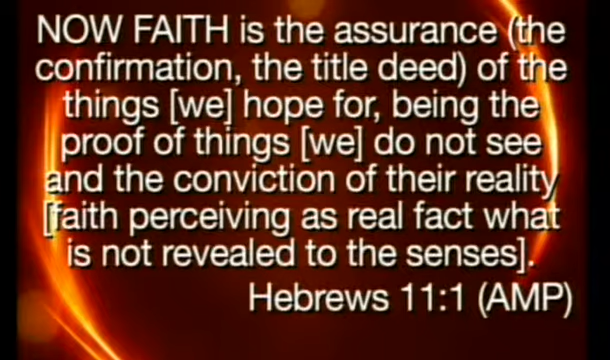 NOW FAITH is the assurance (the
confirmation, the title deed) of the
things [we] hope for, being the
proof of things [we] do not see
and the conviction of their reality
[faith perceiving as real fact what
is not revealed to the senses].
Hebrews 11:1 (AMP)